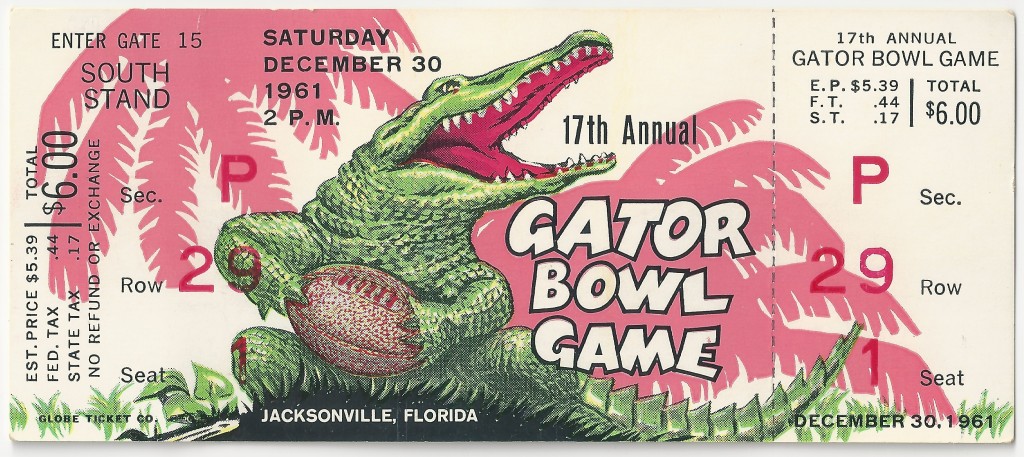 ENTER GATE 15
SOUTH
STAND
SATURDAY
DECEMBER 30
1961
2 P.M.
TOTAL
$6.00
EST. PRICE $5.39
FED. TAX .44
STATE TAX .17
NO REFUND OR EXCHANGE
P
Sec.
29
Row
1
Seat
17th Annual
GATOR
BOWL
GAME
GLOBE TICKET CO.
JACKSONVILLE, FLORIDA
17th ANNUAL
GATOR BOWL GAME
E.P. $5.39
F.T. .44
S.T. .17
TOTAL
$6.00
P
Sec.
29
Row
1
Seat
DECEMBER 30, 1961